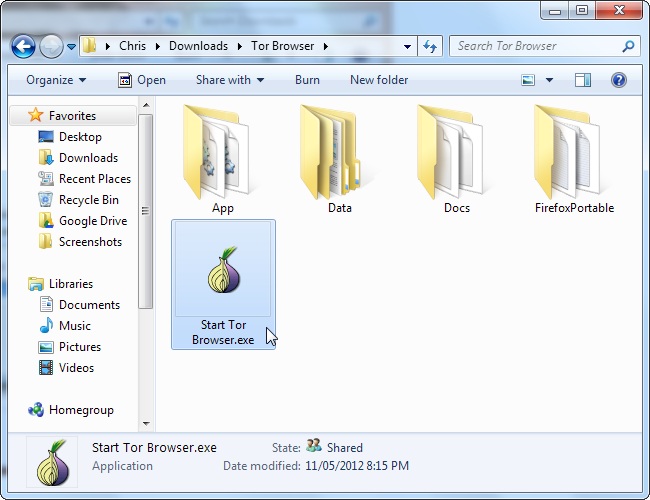 Chris Downloads Tor Browser
Search Tor Browser
Organize Open Share with Burn New folder
Favorites
Desktop
Downloads
Recent Places
Recycle Bin
Google Drive
Screenshots
Libraries
Documents
Music
Pictures
Videos
Homegroup
App Data Docs FirefoxPortable
Start Tor
Browser.exe
Start Tor Browser.exe State: Shared
Application Date modified: 11/05/2012 8:15 PM